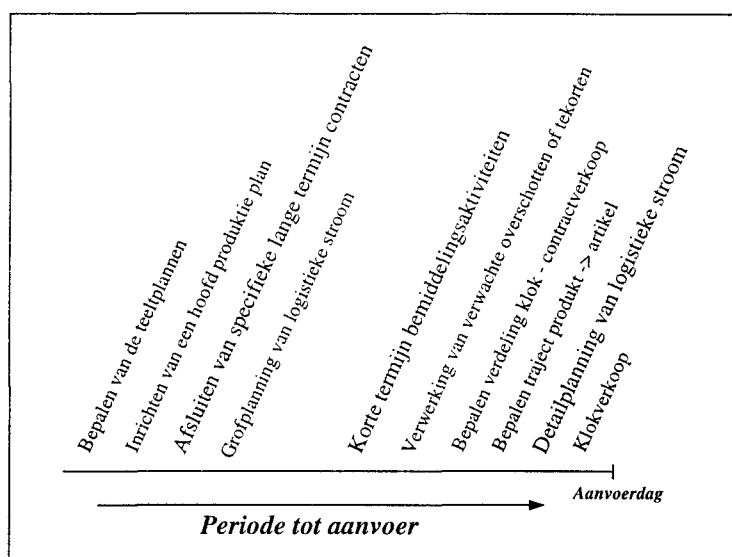 Bepalen van de teeltplannen
Inrichten van een hoofd produktie plan
Afsluiten van specifieke lange termijn contracten
Grofplanning van logistieke stroom
Korte termijn bemiddelingsaktiviteiten
Verwerking van verwachte overschotten of tekorten
Bepalen verdeling klok - contractverkoop
Bepalen traject produkt -> artikel
Detailplanning van logistieke stroom
Klokverkoop
Aanvoerdag
Periode tot aanvoer